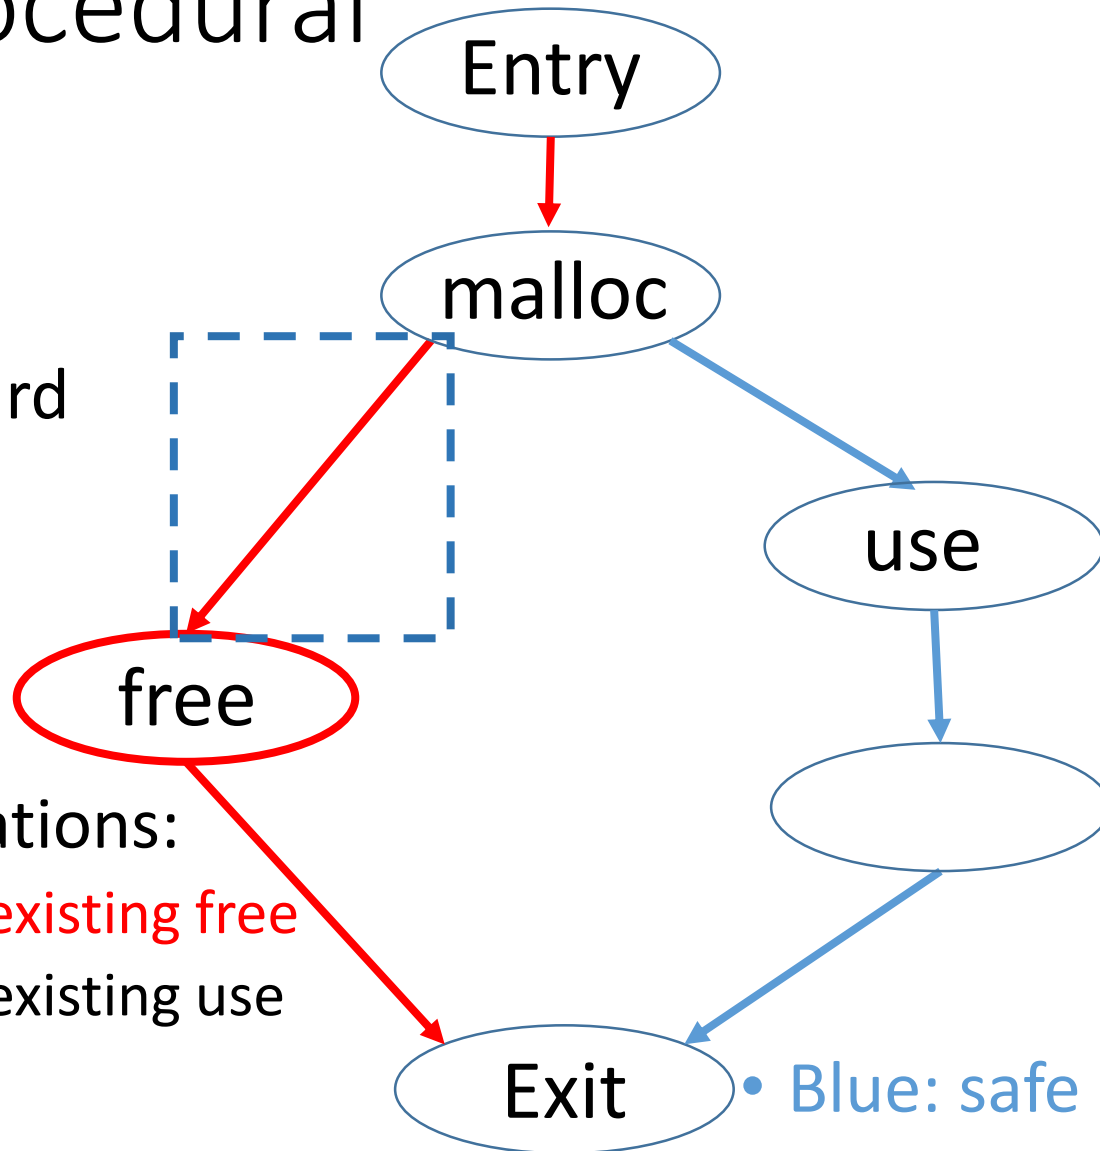 ocedural
Entry
malloc
rd
use
free
ations:
existing free
existing use
Exit
• Blue: safe